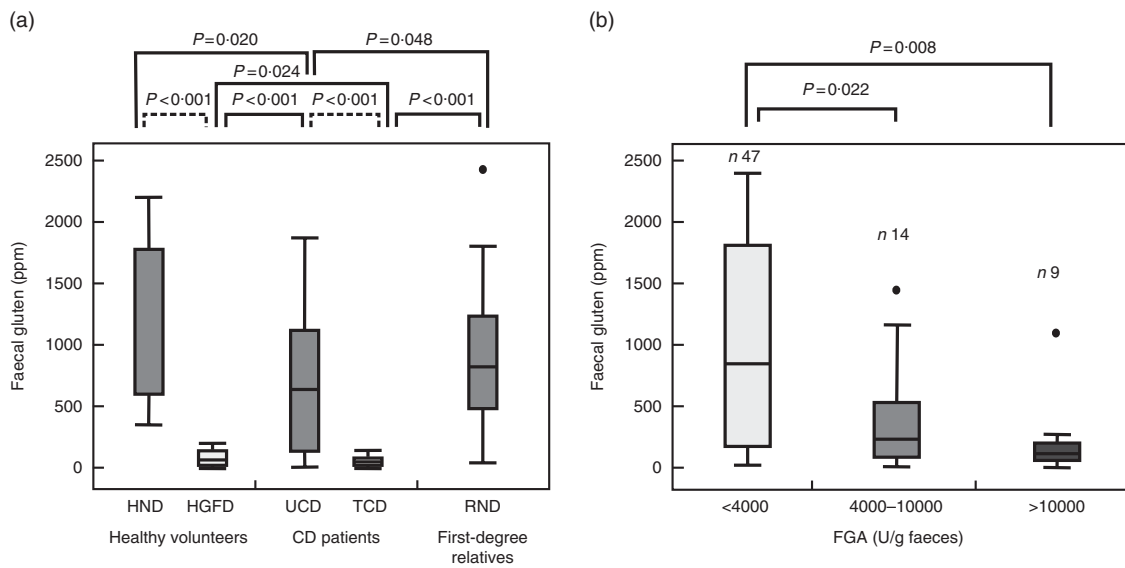 (a)
P=0·020
P=0·048
P=0·024
P<0·001
P<0·001
P<0·001
P<0·001
2500
2000
1500
1000
500
0
Faecal gluten (ppm)
HND
HGFD
UCD
TCD
RND
Healthy volunteers
CD patients
First-degree
relatives
(b)
P=0·008
P=0·022
2500
2000
1500
1000
500
0
Faecal gluten (ppm)
n 47
n 14
n 9
<4000
4000–10000
>10000
FGA (U/g faeces)